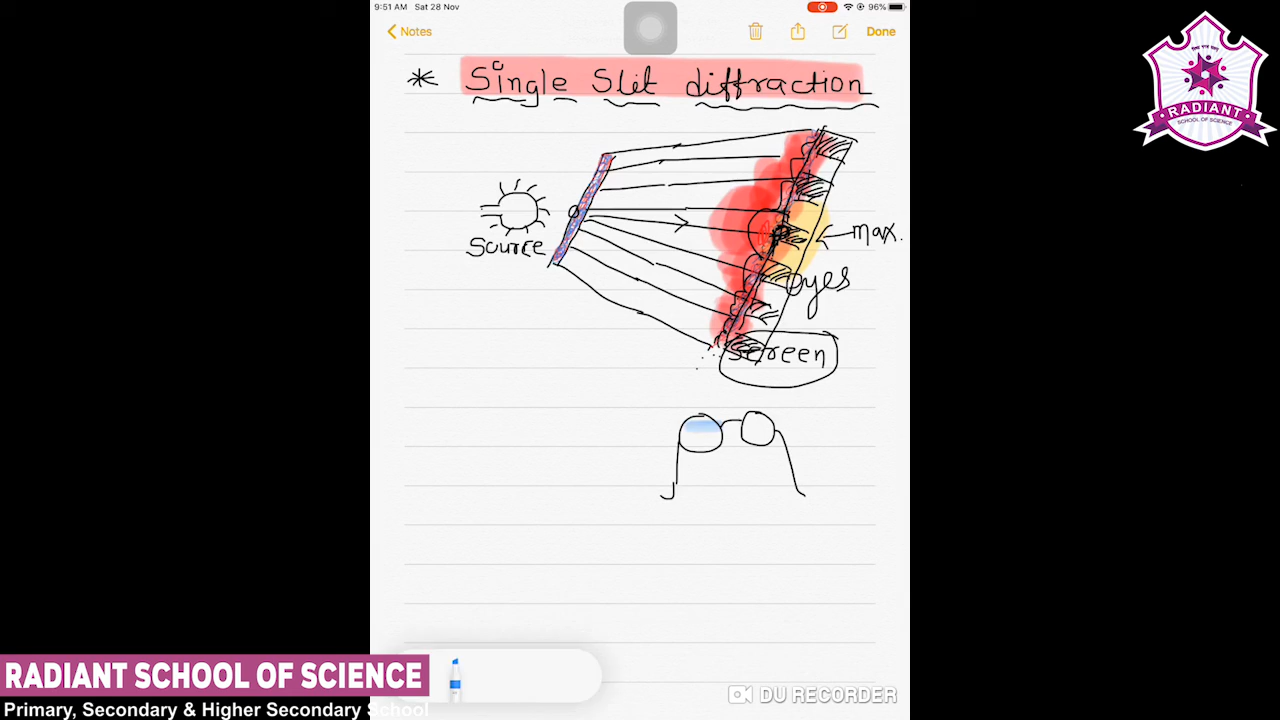 9:51 AM Sat 28 Nov
96%
Notes
Done
* Single Slit diffraction
Source
max.
eyes
Screen
RADIANT
SCHOOL OF SCIENCE
RADIANT SCHOOL OF SCIENCE
Primary, Secondary & Higher Secondary School
DU RECORDER